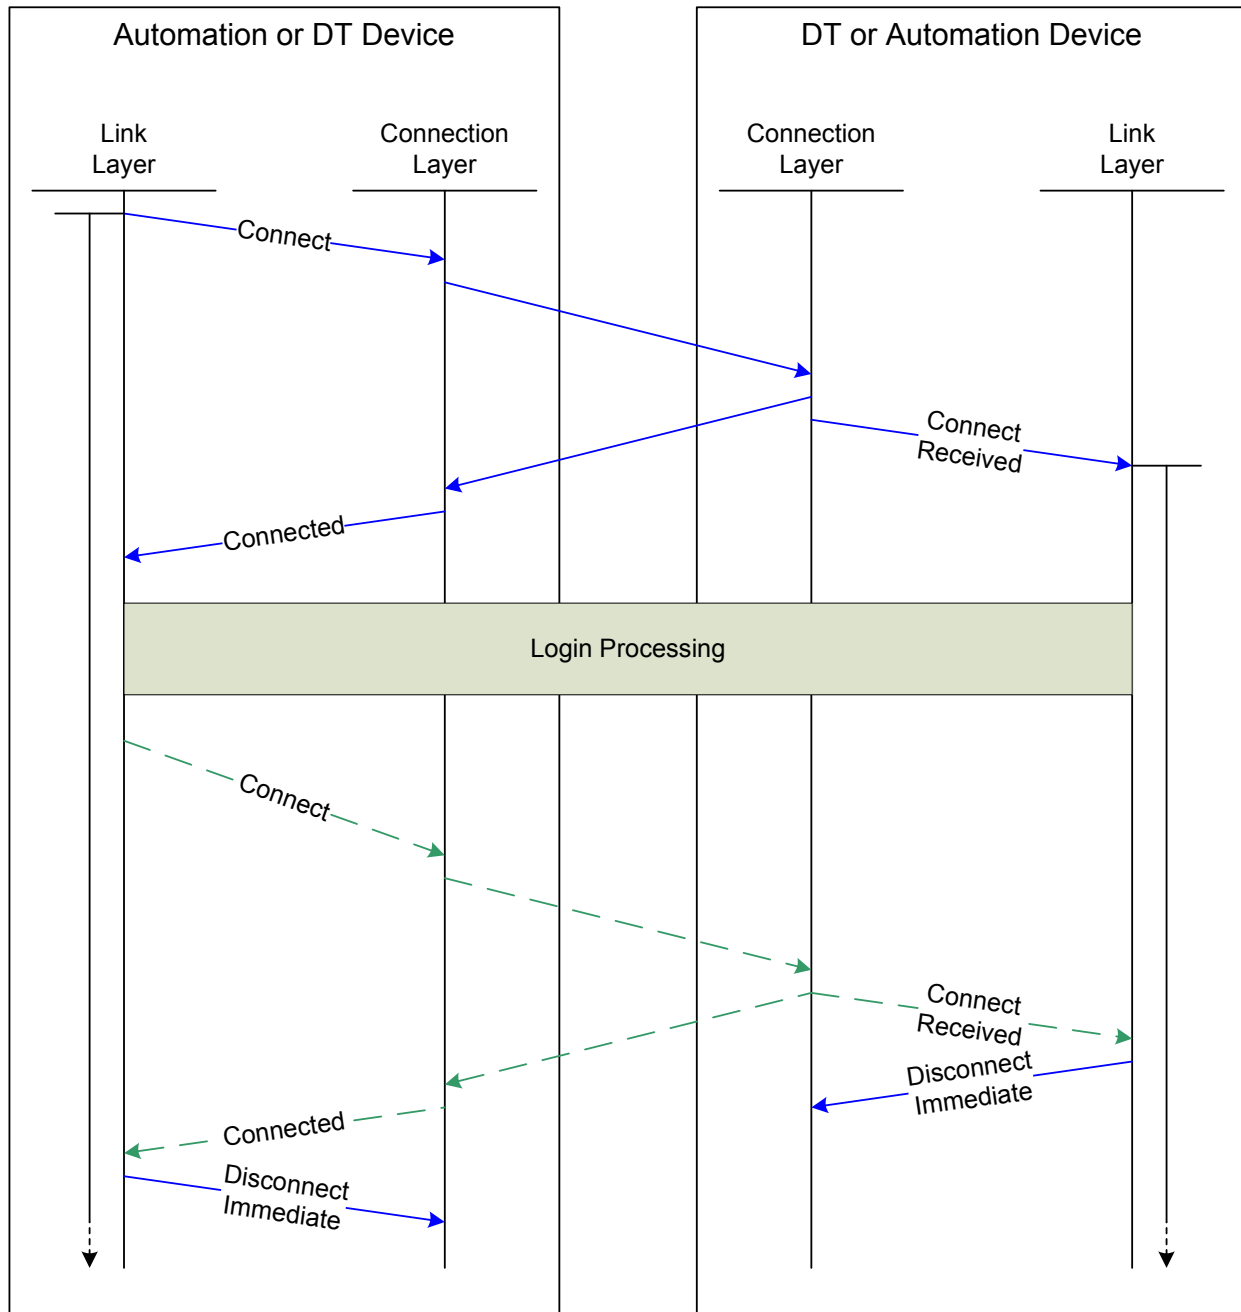 Automation or DT Device
DT or Automation Device
Link
Layer
Connection
Layer
Connection
Layer
Link
Layer
Connect
Connect
Received
Connected
Login Processing
Connect
Connect
Received
Disconnect
Immediate
Connected
Disconnect
Immediate